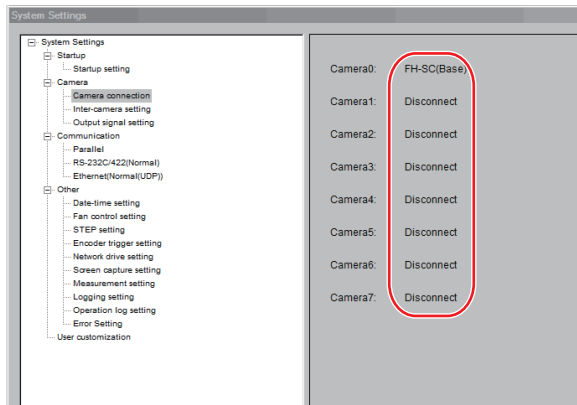 System Settings
System Settings
Startup
Startup setting
Camera
Camera connection
Inter-camera setting
Output signal setting
Communication
Parallel
RS-232C/422(Normal)
Ethernet(Normal(UDP))
Other
Date-time setting
Fan control setting
STEP setting
Encoder trigger setting
Network drive setting
Screen capture setting
Measurement setting
Logging setting
Operation log setting
Error Setting
User customization
Camera0: FH-SC(Base)
Camera1: Disconnect
Camera2: Disconnect
Camera3: Disconnect
Camera4: Disconnect
Camera5: Disconnect
Camera6: Disconnect
Camera7: Disconnect